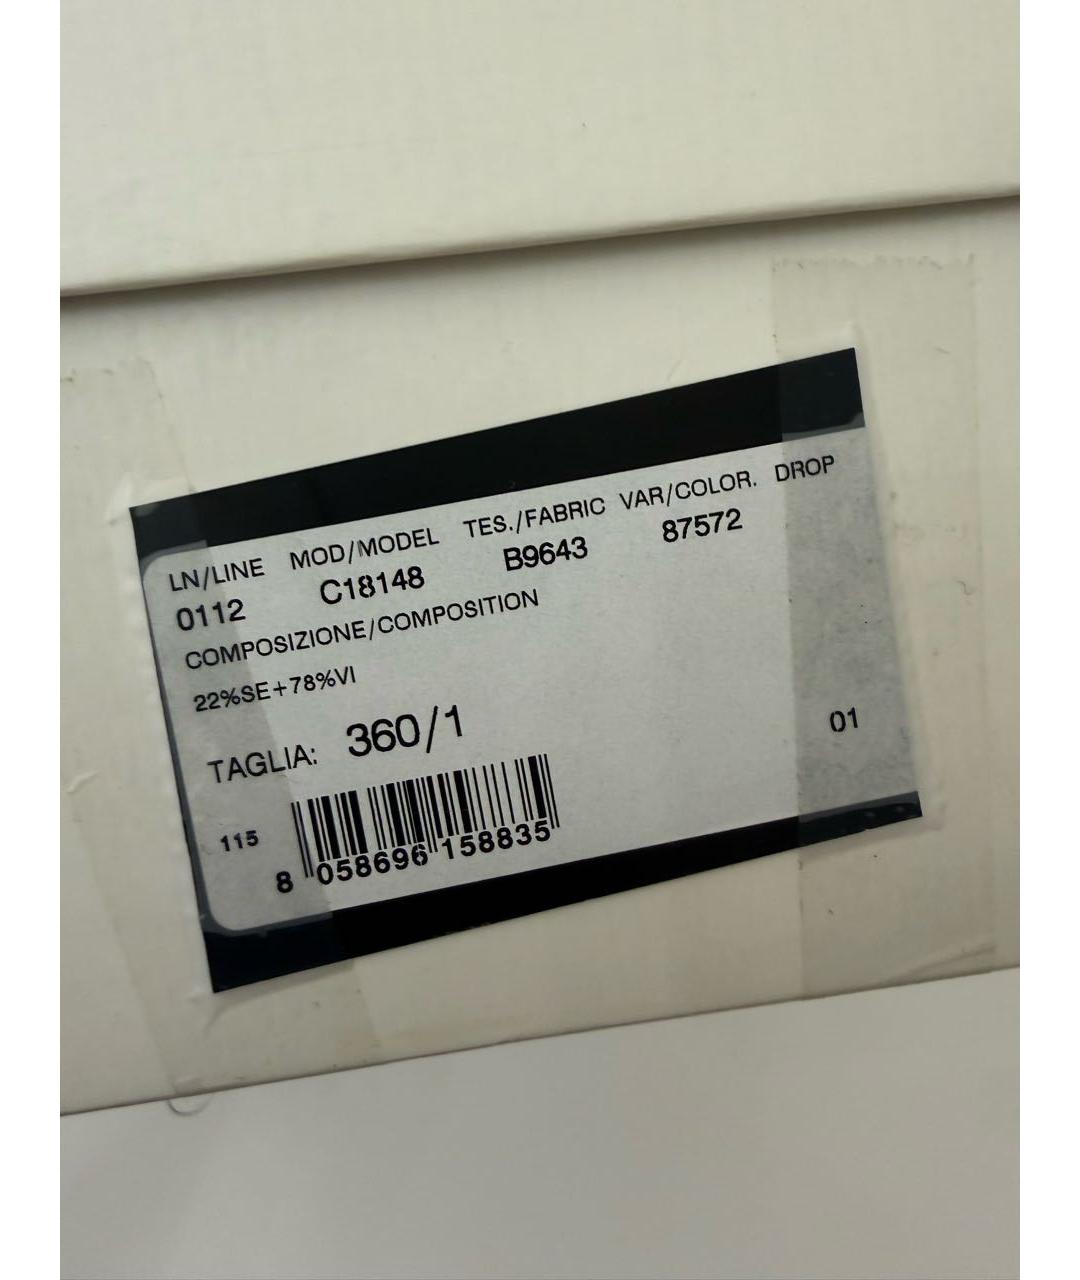 LN/LINE MOD/MODEL TES./FABRIC VAR/COLOR. DROP
0112 C18148 B9643 87572
COMPOSIZIONE/COMPOSITION
22%SE+78%VI
TAGLIA: 360/1
01
115
8 058696 158835